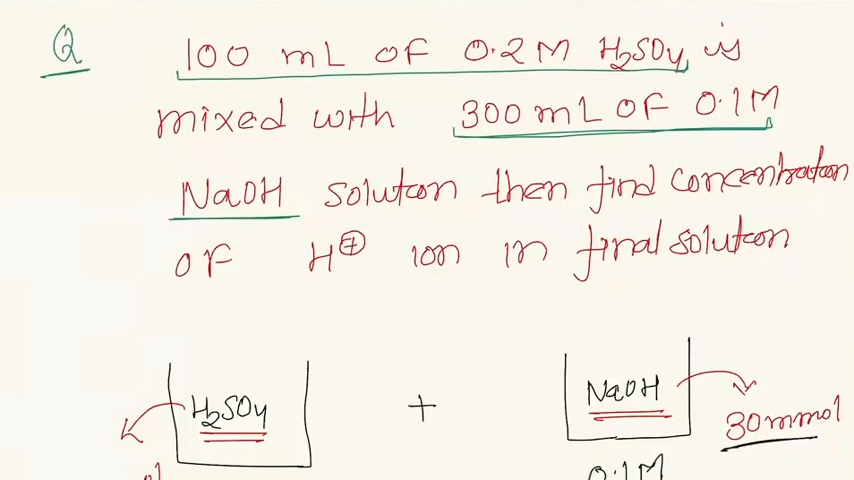 Q 100 mL OF 0.2M H₂SO₄ is
mixed with 300 mL OF 0.1M
NaOH solution then find concentration
of H⊕ ion in final solution
H₂SO₄ + NaOH
30 mmol
0.1M